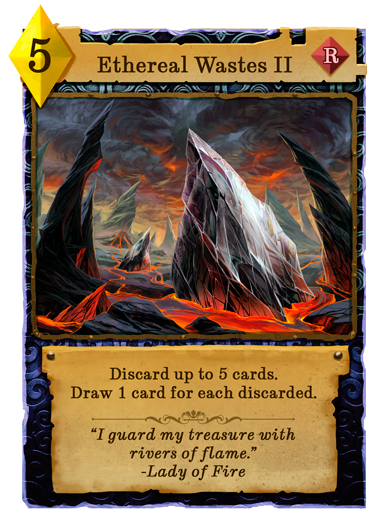 5
Ethereal Wastes II
R
Discard up to 5 cards.
Draw 1 card for each discarded.
“I guard my treasure with
rivers of flame.”
-Lady of Fire